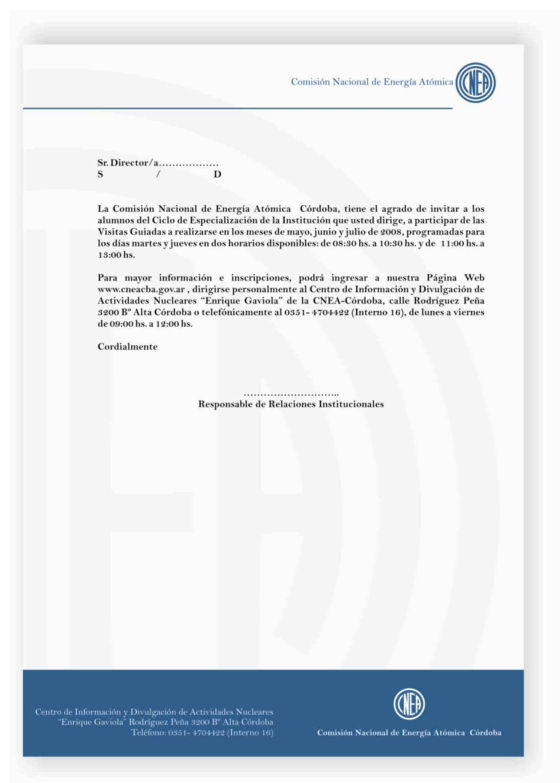 Comisión Nacional de Energía Atómica
CNEA
Sr. Director/a..................
S / D
La Comisión Nacional de Energía Atómica Córdoba, tiene el agrado de invitar a los
alumnos del Ciclo de Especialización de la Institución que usted dirige, a participar de las
Visitas Guiadas a realizarse en los meses de mayo, junio y julio de 2008, programadas para
los días martes y jueves en dos horarios disponibles: de 08:30 hs. a 10:30 hs. y de 11:00 hs. a
13:00 hs.
Para mayor información e inscripciones, podrá ingresar a nuestra Página Web
www.cneacba.gov.ar , dirigirse personalmente al Centro de Información y Divulgación de
Actividades Nucleares "Enrique Gaviola" de la CNEA-Córdoba, calle Rodríguez Peña
3200 Bº Alta Córdoba o telefónicamente al 0351- 4704422 (Interno 16), de lunes a viernes
de 09:00 hs. a 12:00 hs.
Cordialmente
............................
Responsable de Relaciones Institucionales
Centro de Información y Divulgación de Actividades Nucleares
"Enrique Gaviola" Rodríguez Peña 3200 Bº Alta Córdoba
Teléfono: 0351- 4704422 (Interno 16)
CNEA
Comisión Nacional de Energía Atómica Córdoba